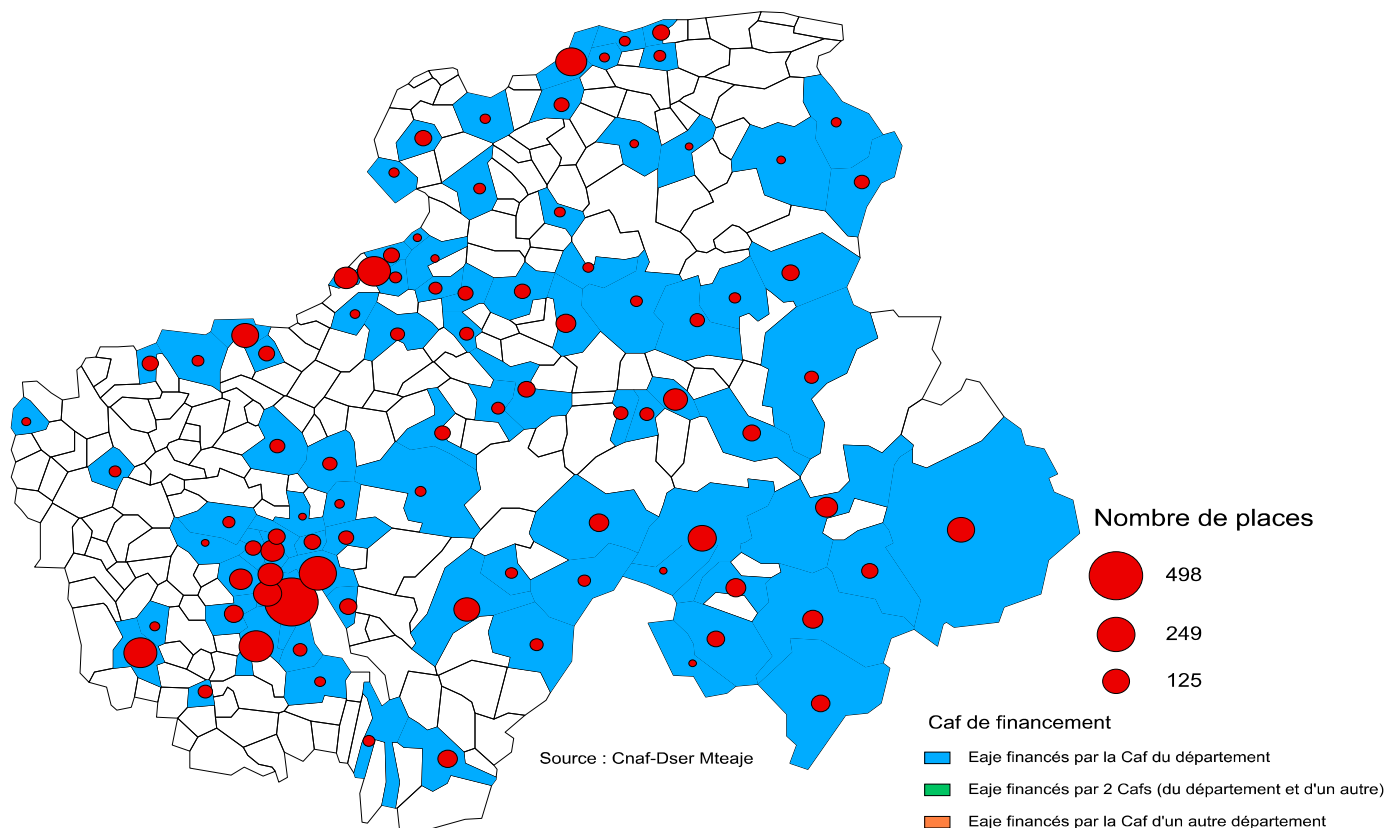 Nombre de places
498
249
125
Caf de financement
Source : Cnaf-Dser Mteaje
Eaje financés par la Caf du département
Eaje financés par 2 Cafs (du département et d'un autre)
Eaje financés par la Caf d'un autre département